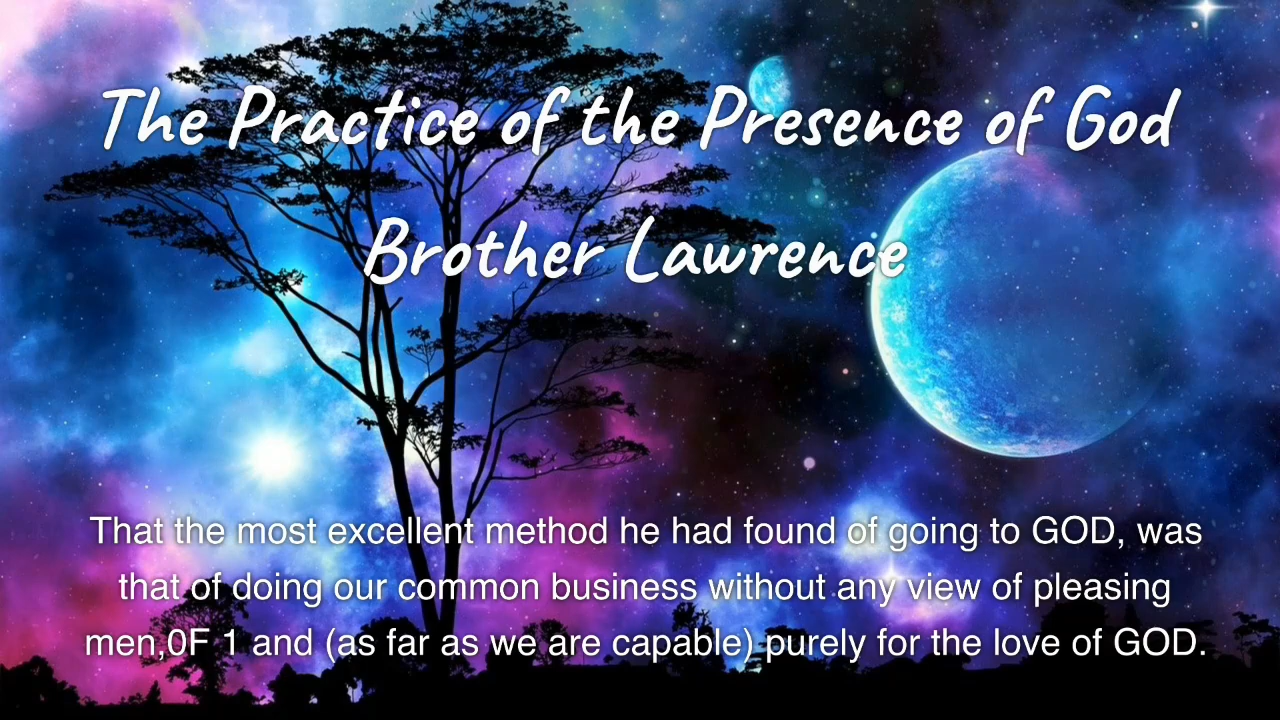 The Practice of the Presence of God
Brother Lawrence
That the most excellent method he had found of going to GOD, was
that of doing our common business without any view of pleasing
men,0F 1 and (as far as we are capable) purely for the love of GOD.